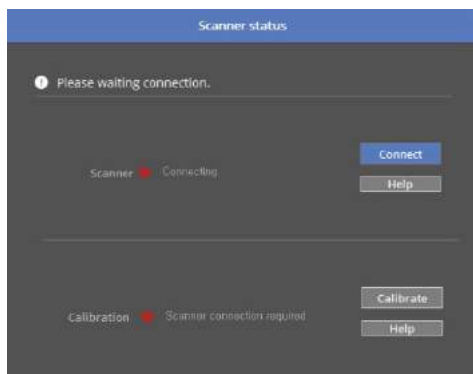 Scanner status
Please waiting connection.
Connect
Scanner Connecting
Help
Calibrate
Calibration Scanner connection required
Help